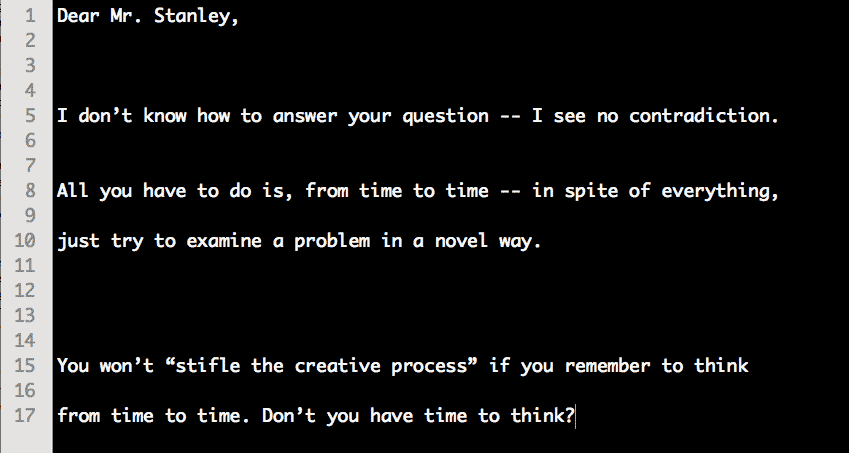 1 Dear Mr. Stanley,
2
3
4
5 I don’t know how to answer your question -- I see no contradiction.
6
7
8 All you have to do is, from time to time -- in spite of everything,
9
10 just try to examine a problem in a novel way.
11
12
13
14
15 You won’t “stifle the creative process” if you remember to think
16
17 from time to time. Don’t you have time to think?